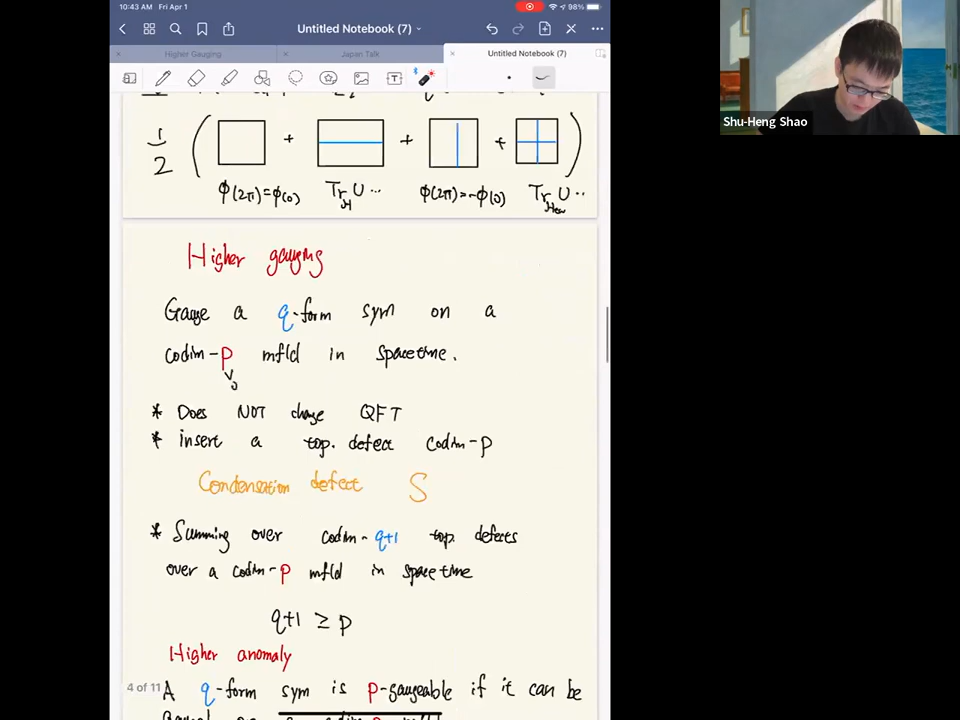 10:43 AM Fri Apr 1
98%
Untitled Notebook (7)
Higher Gauging
Japan Talk
Untitled Notebook (7)
Shu-Heng Shao
1/2 ( + + + )
φ(2π)=φ(0) Tr_H U ... φ(2π)=-φ(0) Tr_H U ..
Higher gauging
Gauge a q-form sym on a
codim-p mfld in spacetime.
* Does NOT change QFT
* insert a top. defect codim-p
Condensation defect S
* Summing over codim-q+1 top. defects
over a codim-p mfld in spacetime
q+1 ≥ p
Higher anomaly
4 of 11
A q-form sym is p-gaugeable if it can be